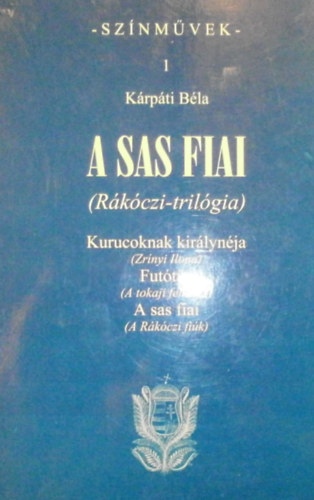 -SZÍNMŰVEK-
1
Kárpáti Béla
A SAS FIAI
(Rákóczi-trilógia)
Kurucoknak királynéja
(Zrínyi Ilona)
(A tokaji
A sas fiai
(A Rákóczi fiúk)